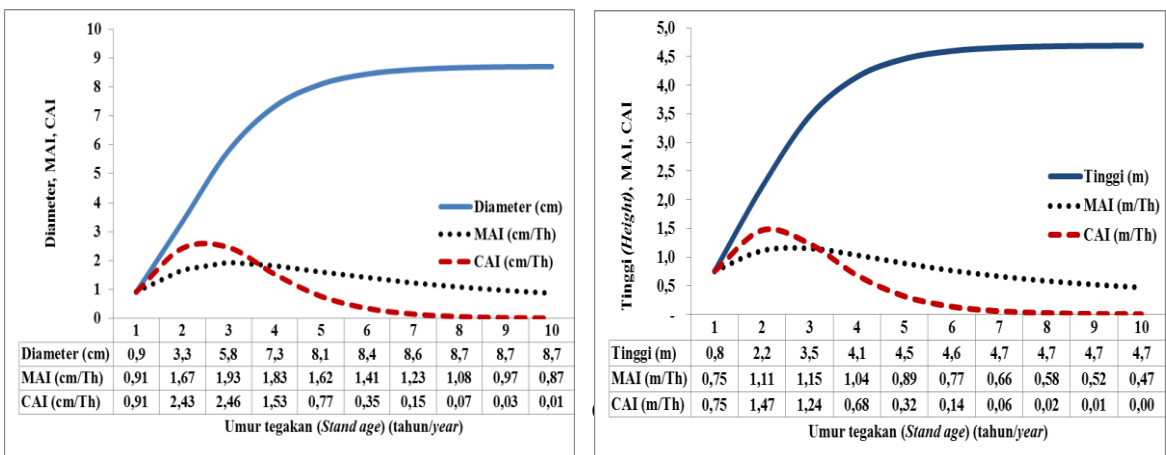 10
9
8
7
6
5
4
3
2
1
0
Diameter, MAI, CAI
Diameter (cm)
MAI (cm/Th)
CAI (cm/Th)
1 2 3 4 5 6 7 8 9 10
Diameter (cm) 0,9 3,3 5,8 7,3 8,1 8,4 8,6 8,7 8,7 8,7
MAI (cm/Th) 0,91 1,67 1,93 1,83 1,62 1,41 1,23 1,08 0,97 0,87
CAI (cm/Th) 0,91 2,43 2,46 1,53 0,77 0,35 0,15 0,07 0,03 0,01
Umur tegakan (Stand age) (tahun/year)
5,0
4,5
4,0
3,5
3,0
2,5
2,0
1,5
1,0
0,5
-
Tinggi (Height), MAI, CAI
Tinggi (m)
MAI (m/Th)
CAI (m/Th)
1 2 3 4 5 6 7 8 9 10
Tinggi (m) 0,8 2,2 3,5 4,1 4,5 4,6 4,7 4,7 4,7 4,7
MAI (m/Th) 0,75 1,11 1,15 1,04 0,89 0,77 0,66 0,58 0,52 0,47
CAI (m/Th) 0,75 1,47 1,24 0,68 0,32 0,14 0,06 0,02 0,01 0,00
Umur tegakan (Stand age) (tahun/year)